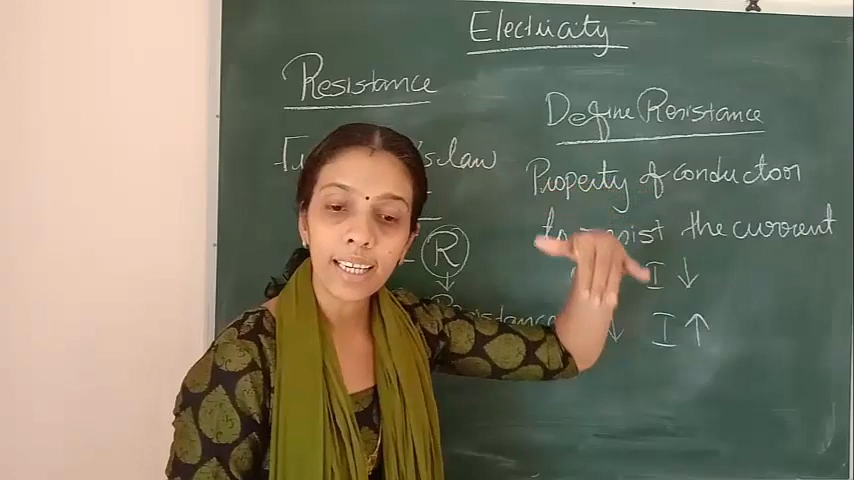 Electricity
Resistance
Define Resistance
law
Property of conductor
to resist the current
R
I ↓
Resistance
↓ I ↑